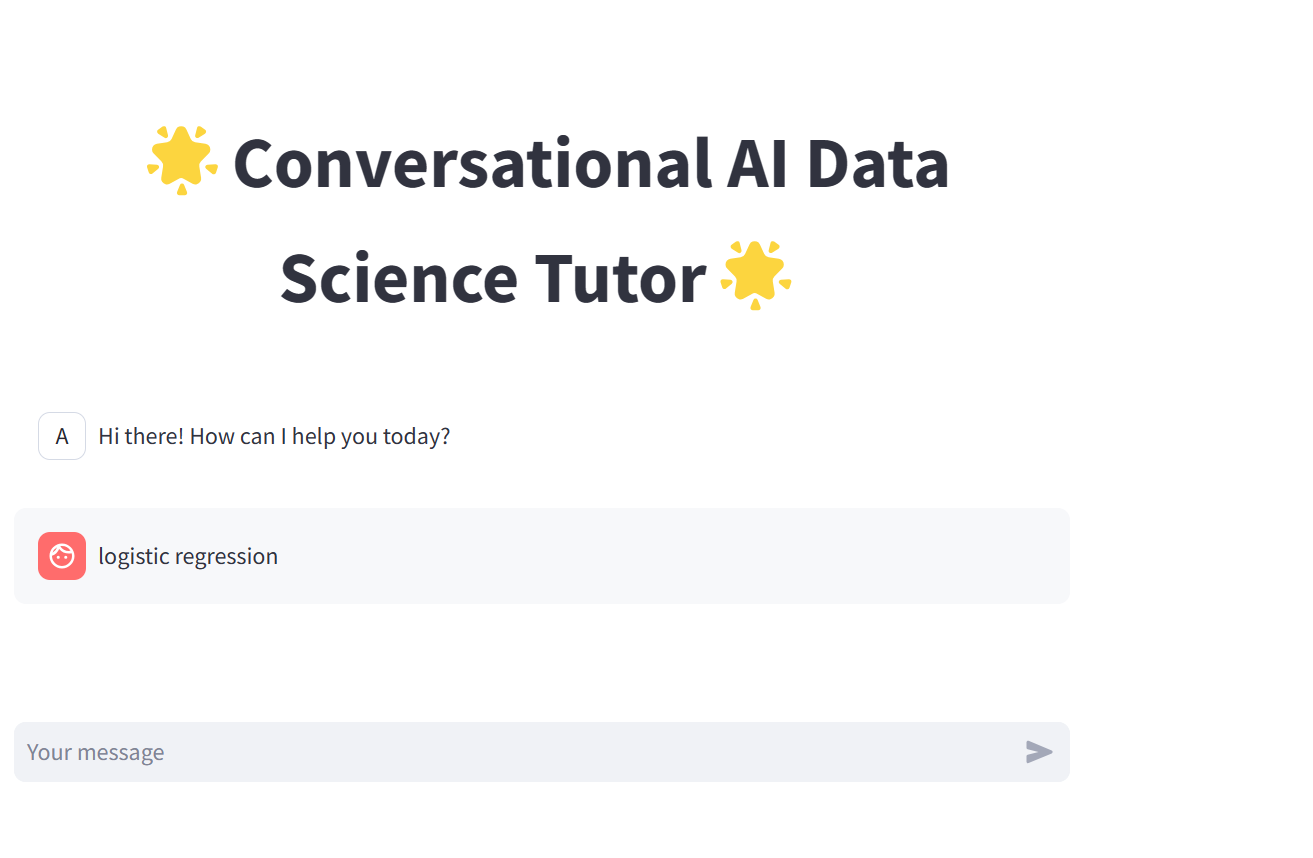 🌟 Conversational AI Data
Science Tutor 🌟
A Hi there! How can I help you today?
logistic regression
Your message